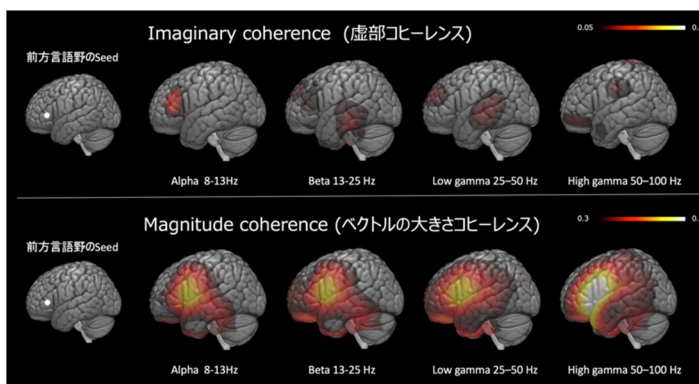 Imaginary coherence (虚部コヒーレンス)
0.05
前方言語野のSeed
Alpha 8-13Hz
Beta 13-25 Hz
Low gamma 25–50 Hz
High gamma 50–100 Hz
Magnitude coherence (ベクトルの大きさコヒーレンス)
0.3
前方言語野のSeed
Alpha 8-13Hz
Beta 13-25 Hz
Low gamma 25–50 Hz
High gamma 50–100 Hz